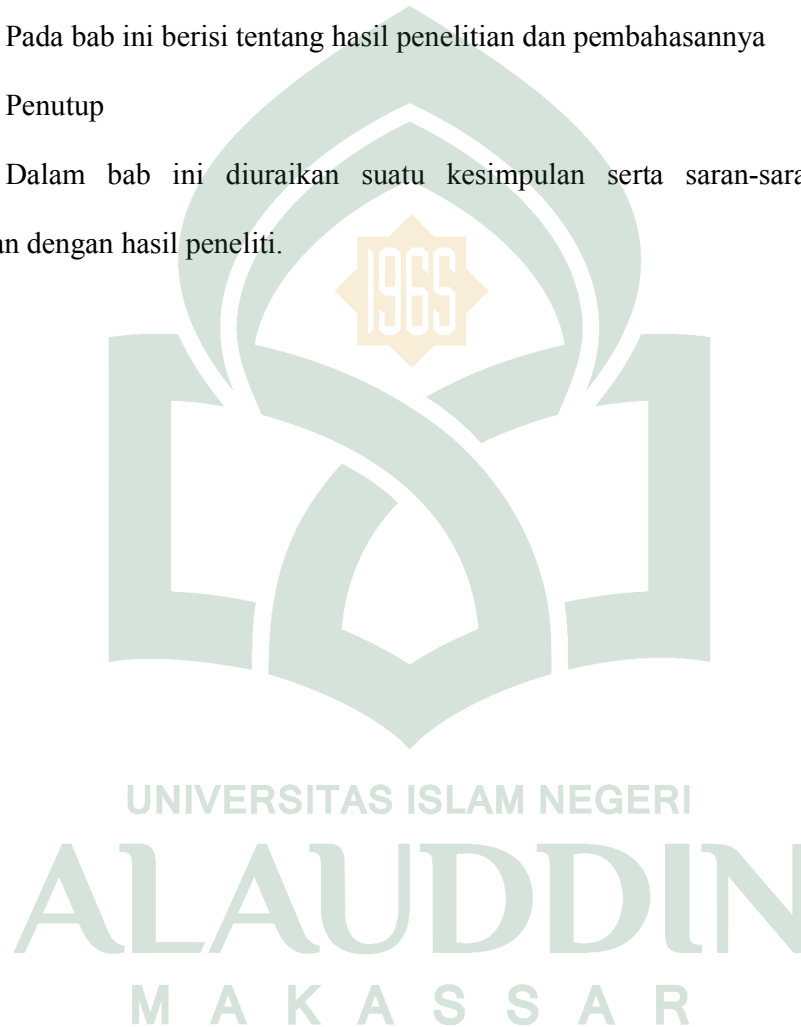 Pada bab ini berisi tentang hasil penelitian dan pembahasannya
Penutup
Dalam bab ini diuraikan suatu kesimpulan serta saran-sara
an dengan hasil peneliti.
1965
UNIVERSITAS ISLAM NEGERI
ALAUDDIN
MAKASSAR